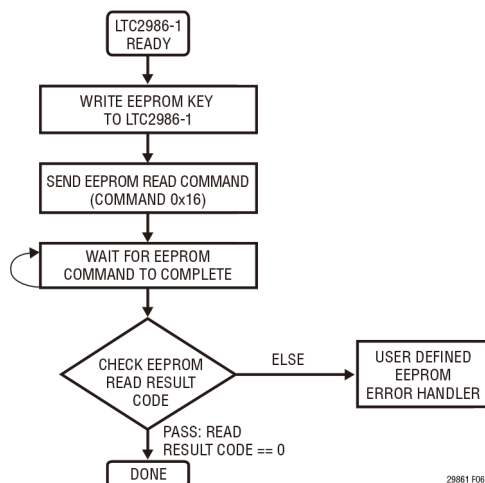 LTC2986-1
READY
WRITE EEPROM KEY
TO LTC2986-1
SEND EEPROM READ COMMAND
(COMMAND 0x16)
WAIT FOR EEPROM
COMMAND TO COMPLETE
CHECK EEPROM
READ RESULT
CODE
ELSE
USER DEFINED
EEPROM
ERROR HANDLER
PASS: READ
RESULT CODE == 0
DONE
29861 F06